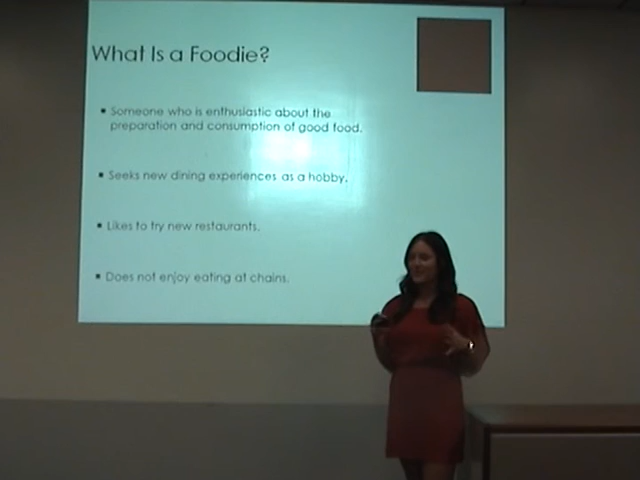 What Is a Foodie?
▪ Someone who is enthusiastic about the
preparation and consumption of good food.
▪ Seeks new dining experiences as a hobby.
▪ Likes to try new restaurants.
▪ Does not enjoy eating at chains.